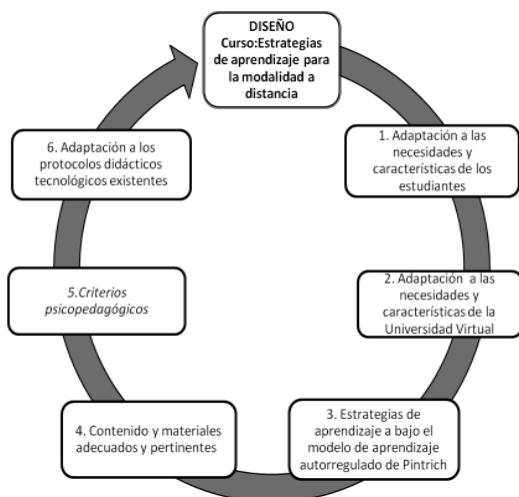 DISEÑO
Curso:Estrategias
de aprendizaje para
la modalidad a
distancia
1. Adaptación a las
necesidades y
características de los
estudiantes
2. Adaptación a las
necesidades y
características de la
Universidad Virtual
3. Estrategias de
aprendizaje a bajo el
modelo de aprendizaje
autorregulado de Pintrich
4. Contenido y materiales
adecuados y pertinentes
5.Criterios
psicopedagógicos
6. Adaptación a los
protocolos didácticos
tecnológicos existentes